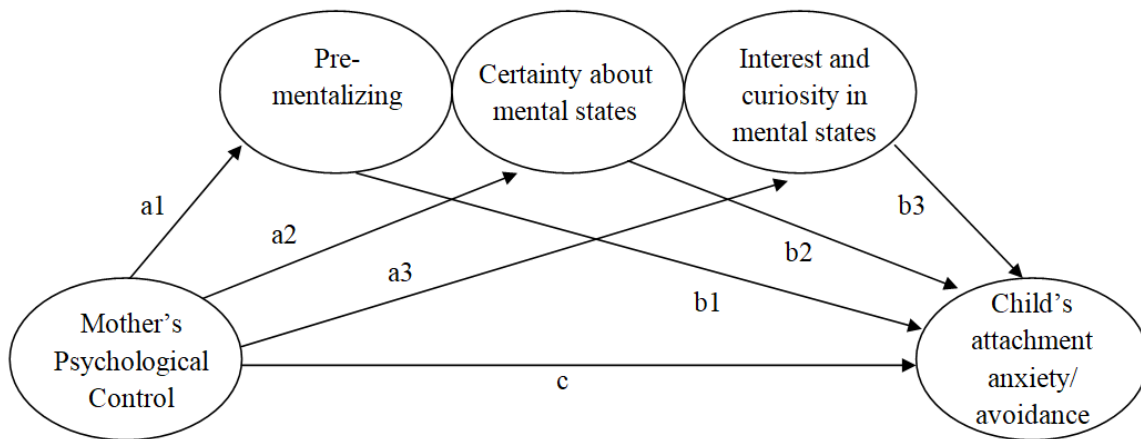 Pre-
mentalizing
Certainty about
mental states
Interest and
curiosity in
mental states
a1
a2
a3
b3
b2
b1
Mother’s
Psychological
Control
c
Child’s
attachment
anxiety/
avoidance